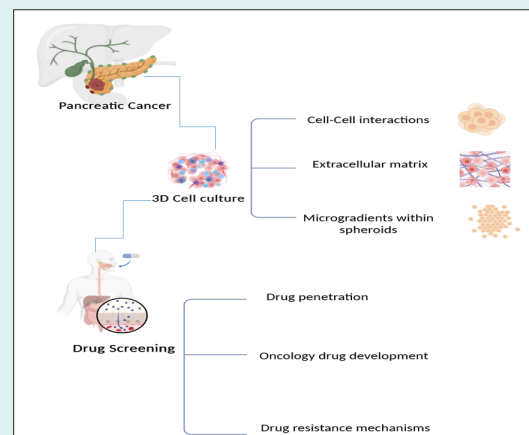 Pancreatic Cancer
Cell-Cell interactions
Extracellular matrix
3D Cell culture
Microgradients within
spheroids
Drug penetration
Drug Screening
Oncology drug development
Drug resistance mechanisms